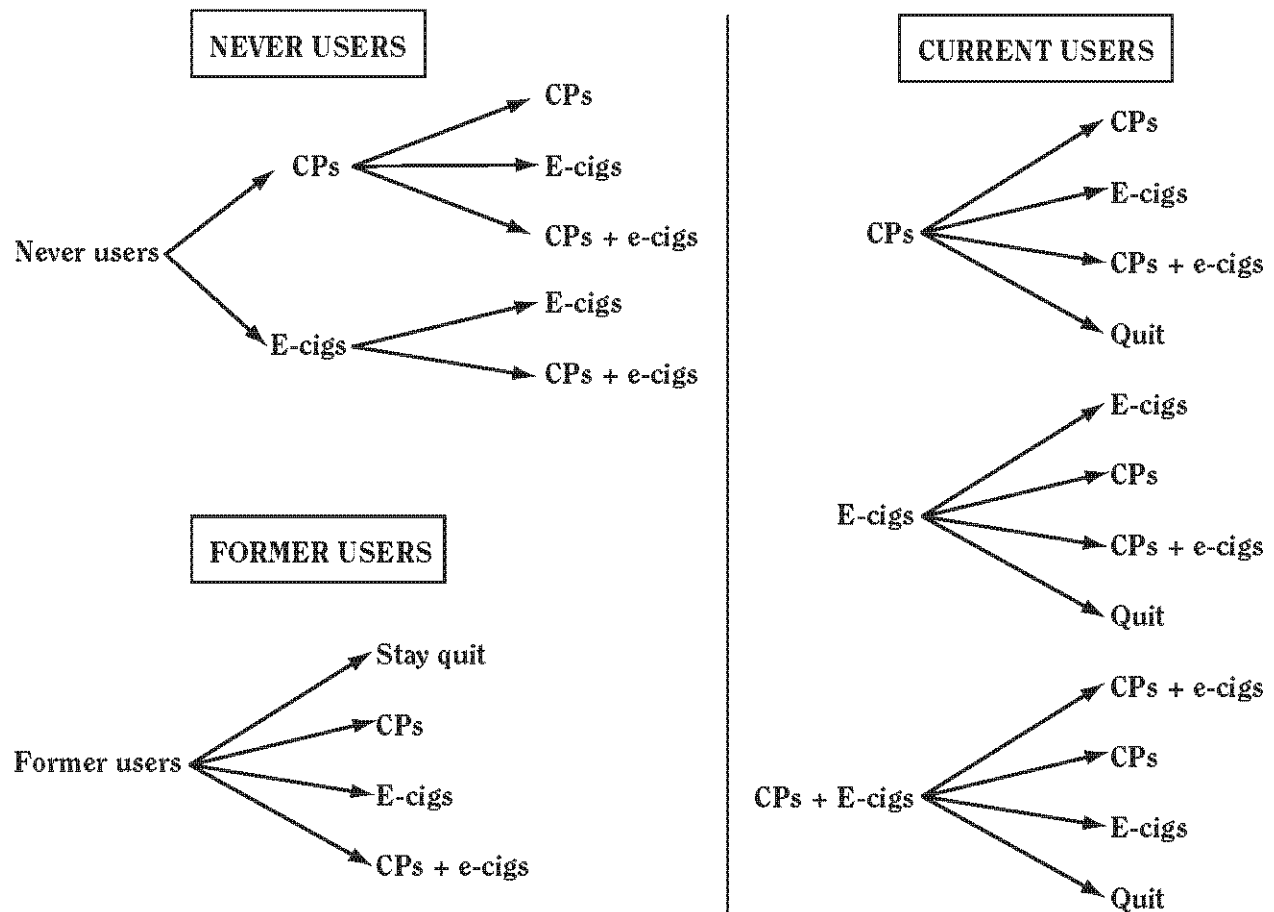 NEVER USERS
Never users
CPs
CPs
E-cigs
CPs + e-cigs
E-cigs
E-cigs
CPs + e-cigs
FORMER USERS
Former users
Stay quit
CPs
E-cigs
CPs + e-cigs
CURRENT USERS
CPs
CPs
E-cigs
CPs + e-cigs
Quit
E-cigs
E-cigs
CPs
CPs + e-cigs
Quit
CPs + E-cigs
CPs + e-cigs
CPs
E-cigs
Quit